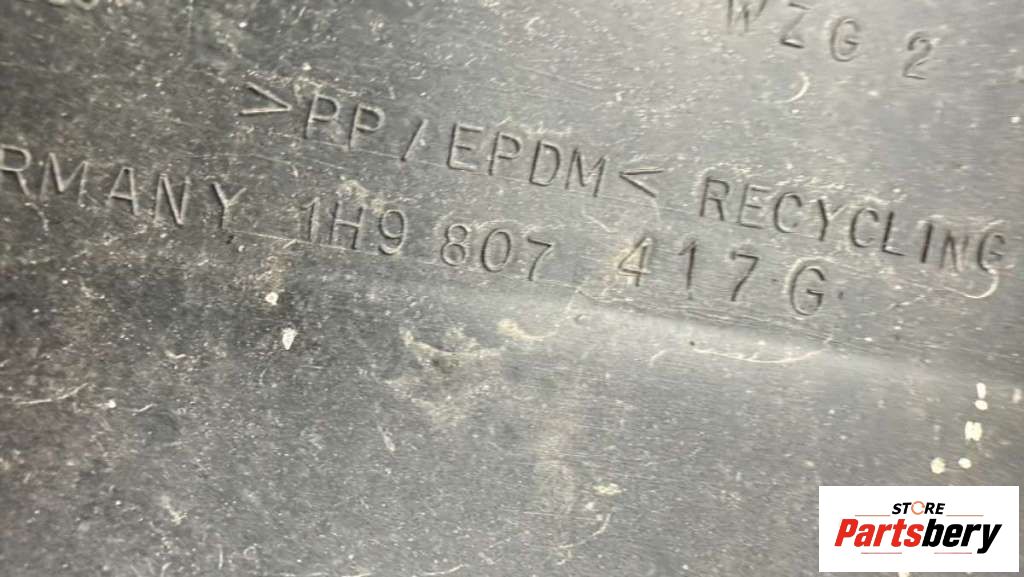 WZG 2
>PP/EPDM< RECYCLING
RMANY 1H9 807 417 G
STORE
Partsbery